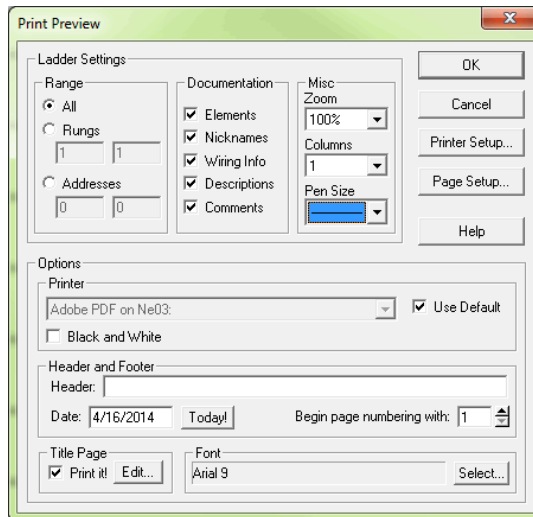 Print Preview
Ladder Settings
Range
All
Rungs
1 1
Addresses
0 0
Documentation
Elements
Nicknames
Wiring Info
Descriptions
Comments
Misc
Zoom
100%
Columns
1
Pen Size
OK
Cancel
Printer Setup...
Page Setup...
Help
Options
Printer
Adobe PDF on Ne03:
Use Default
Black and White
Header and Footer
Header:
Date: 4/16/2014 Today! Begin page numbering with: 1
Title Page
Print it! Edit...
Font
Arial 9 Select...